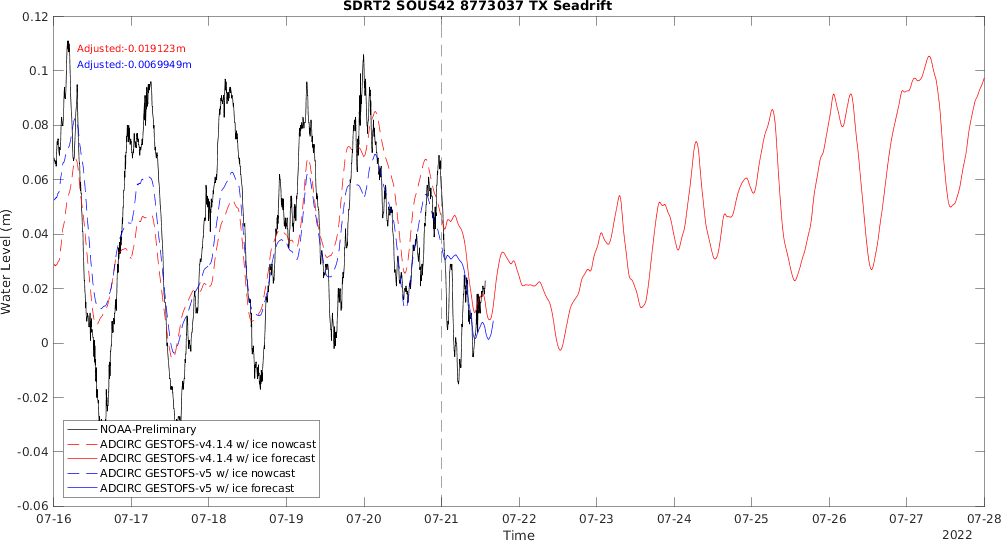 SDRT2 SOUS42 8773037 TX Seadrift
Adjusted:-0.019123m
Adjusted:-0.0069949m
0.12
0.1
0.08
0.06
0.04
0.02
0
-0.02
-0.04
-0.06
Water Level (m)
NOAA-Preliminary
ADCIRC GESTOFS-v4.1.4 w/ ice nowcast
ADCIRC GESTOFS-v4.1.4 w/ ice forecast
ADCIRC GESTOFS-v5 w/ ice nowcast
ADCIRC GESTOFS-v5 w/ ice forecast
07-16 07-17 07-18 07-19 07-20 07-21 07-22 07-23 07-24 07-25 07-26 07-27 07-28
Time
2022